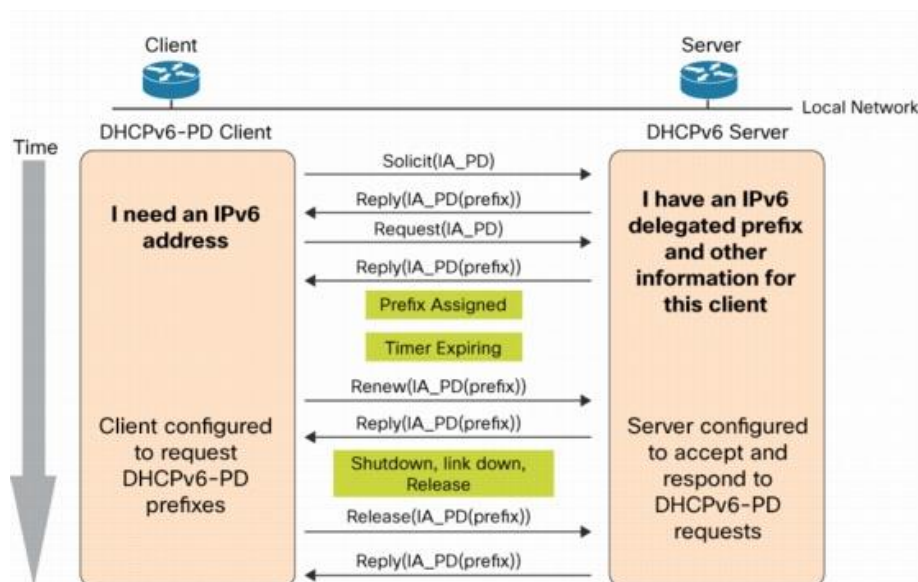 Client
Server
Local Network
DHCPv6-PD Client
DHCPv6 Server
Time
Solicit(IA_PD)
Reply(IA_PD(prefix))
Request(IA_PD)
Reply(IA_PD(prefix))
I need an IPv6
address
I have an IPv6
delegated prefix
and other
information for
this client
Prefix Assigned
Timer Expiring
Renew(IA_PD(prefix))
Reply(IA_PD(prefix))
Client configured
to request
DHCPv6-PD
prefixes
Server configured
to accept and
respond to
DHCPv6-PD
requests
Shutdown, link down,
Release
Release(IA_PD(prefix))
Reply(IA_PD(prefix))